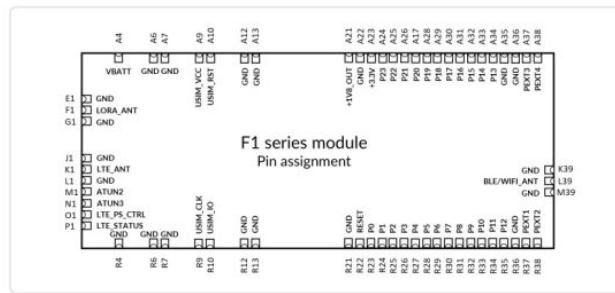 A4 A6 A7 A9 A10 A12 A13 A21 A22 A23 A24 A25 A26 A17 A28 A29 A30 A31 A32 A33 A34 A35 A36 A37 A38
VBATT GND GND USIM_VCC USIM_RST GND GND +1V8_OUT GND +3.3V P23 P22 P21 P20 P19 P18 P17 P16 P15 P14 P13 GND GND PEXT3 PEXT4
E1 GND
F1 LORA_ANT
G1 GND
F1 series module
Pin assignment
J1 GND
K1 LTE_ANT
L1 GND
M1 ATUN2
N1 ATUN3
O1 LTE_PS_CTRL
P1 LTE_STATUS
GND K39
BLE/WIFI_ANT L39
GND M39
GND GND GND USIM_CLK USIM_IO GND GND GND RESET P0 P1 P2 P3 P4 P5 P6 P7 P8 P9 P10 P11 P12 GND PEXT1 PEXT2
R4 R6 R7 R9 R10 R12 R13 R21 R22 R23 R24 R25 R26 R27 R28 R29 R30 R31 R32 R33 R34 R35 R36 R37 R38